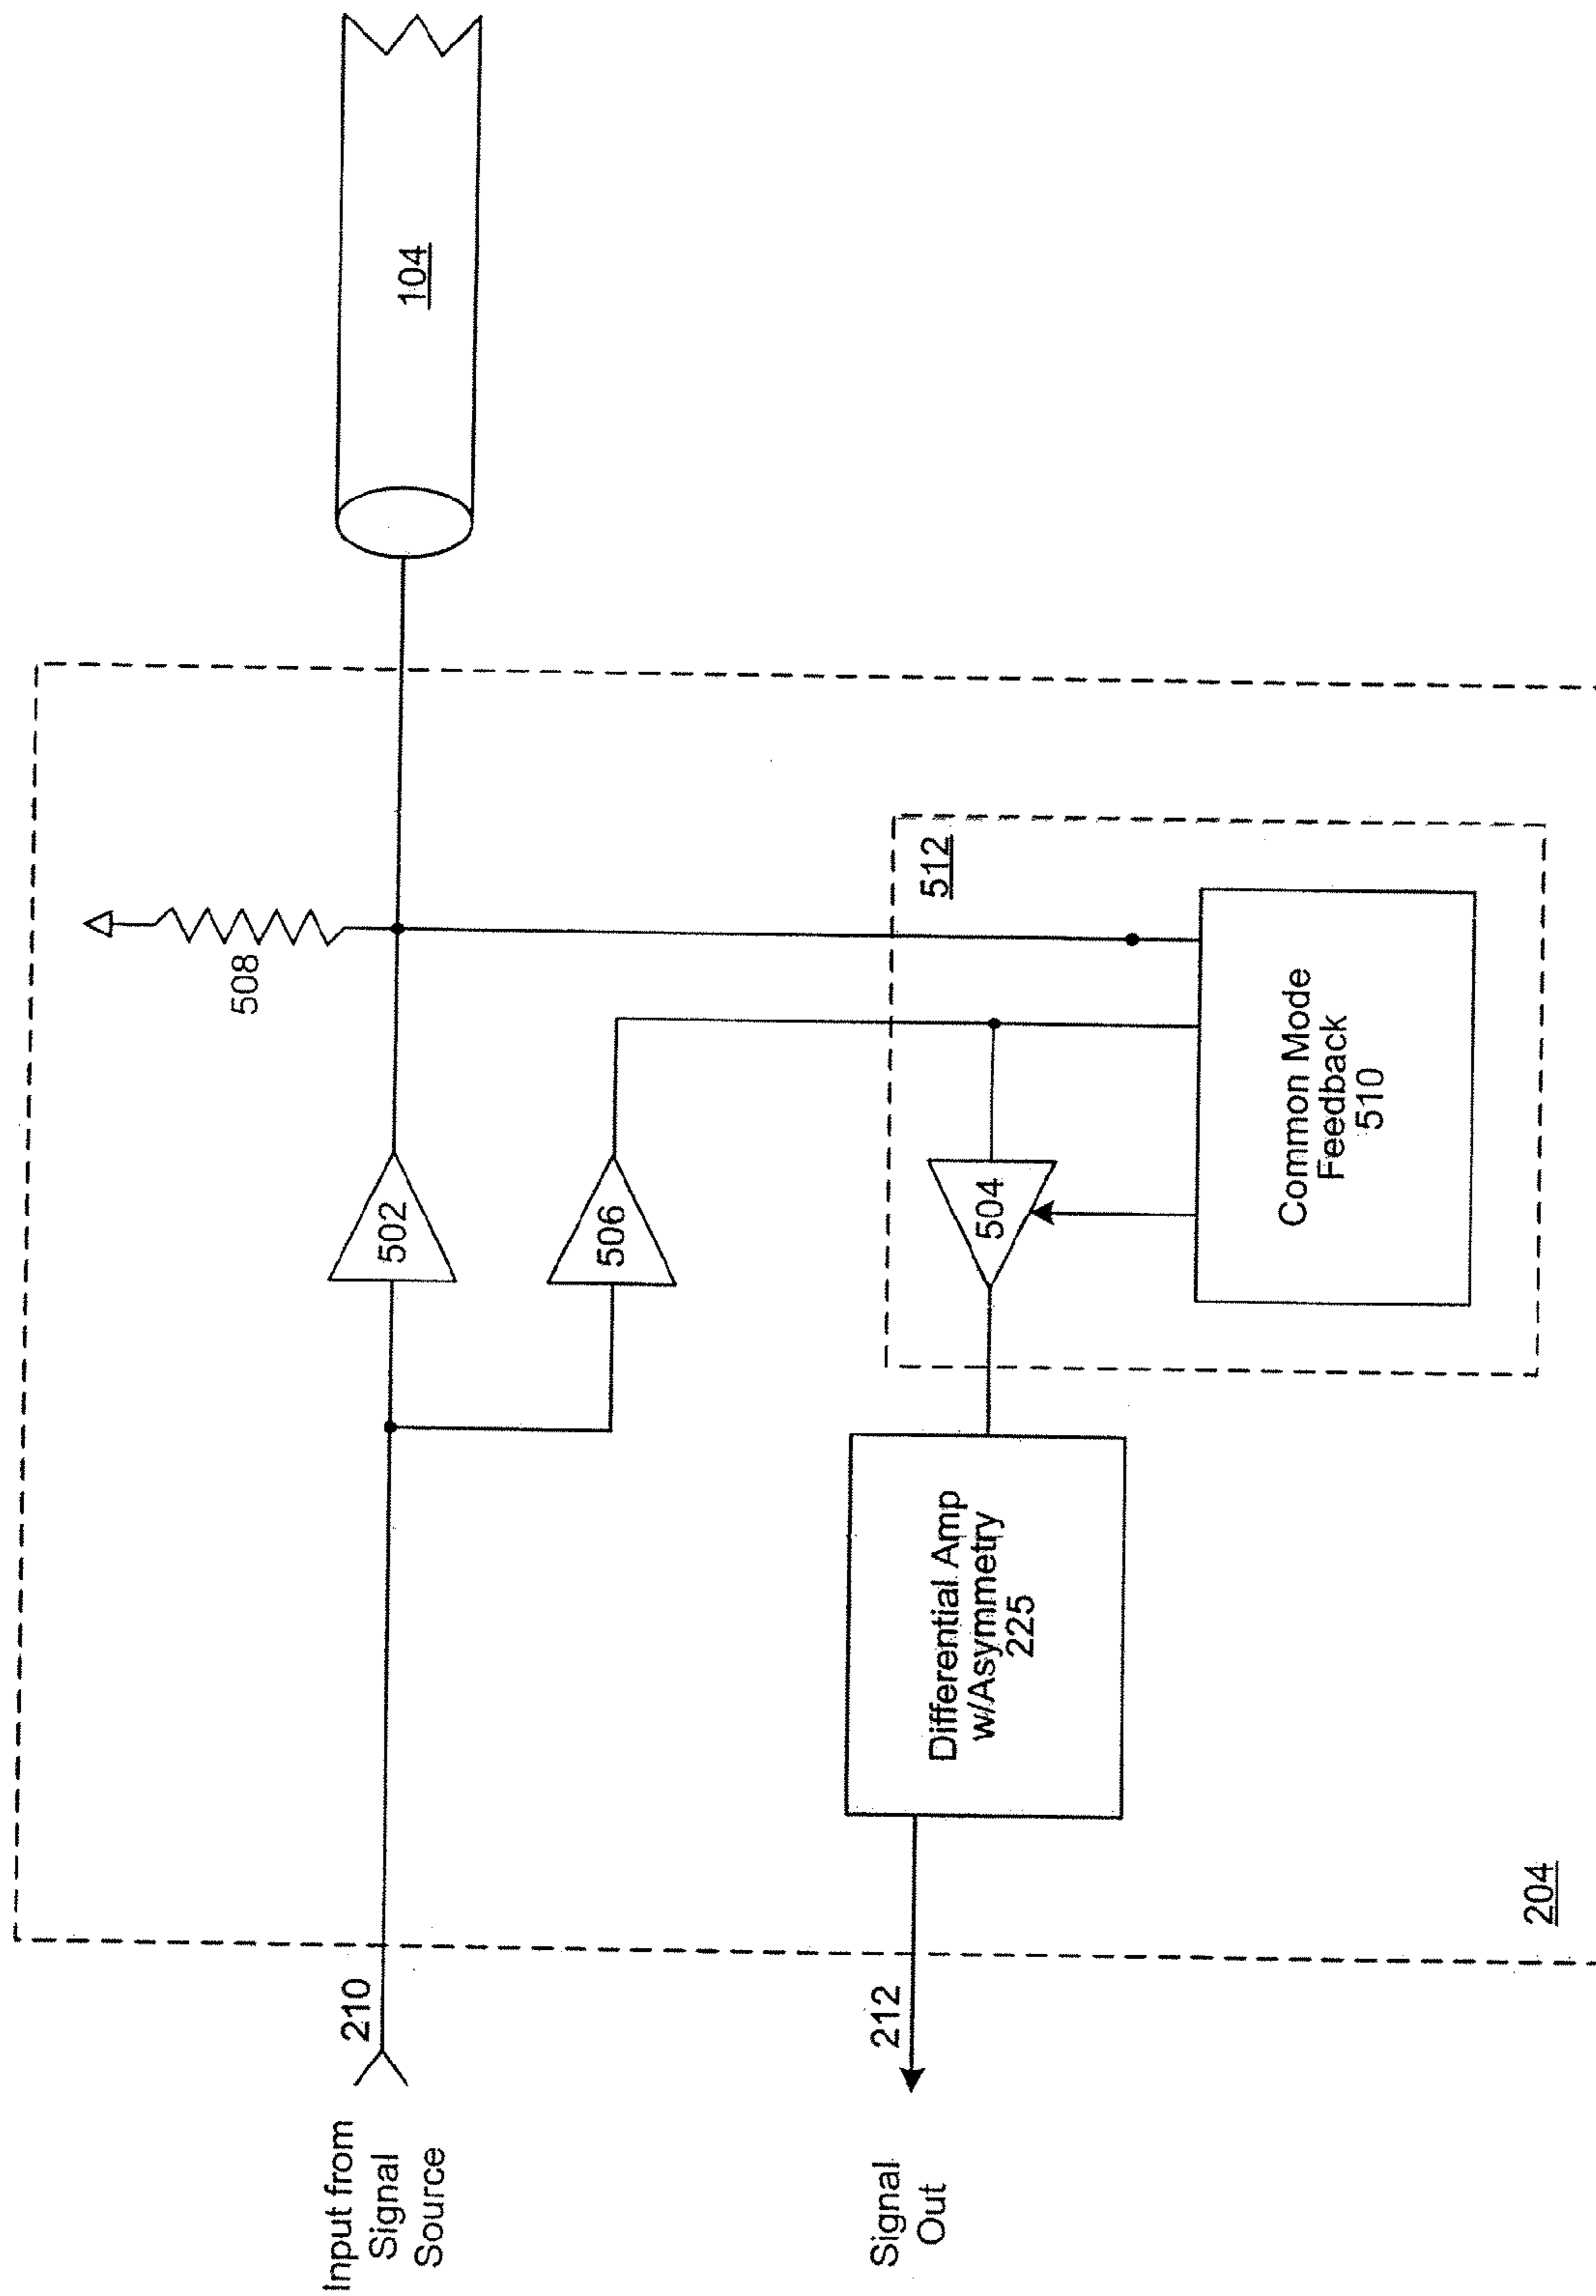 Input from
Signal
Source
210
502
506
508
104
Signal
Out
212
Differential Amp
w/Asymmetry
225
504
512
Common Mode
Feedback
510
204